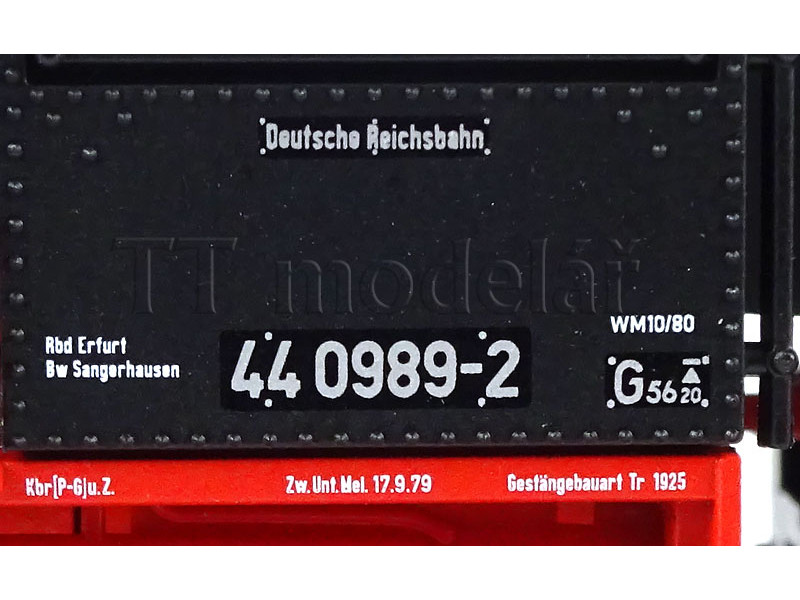 Deutsche Reichsbahn
TT modelář
WM10/80
Rbd Erfurt
Bw Sangerhausen
44 0989-2
G 56 20
Kbr(P-G)u.Z.
Zw.Unt.Mel. 17.9.79
Gestängebauart Tr 1925